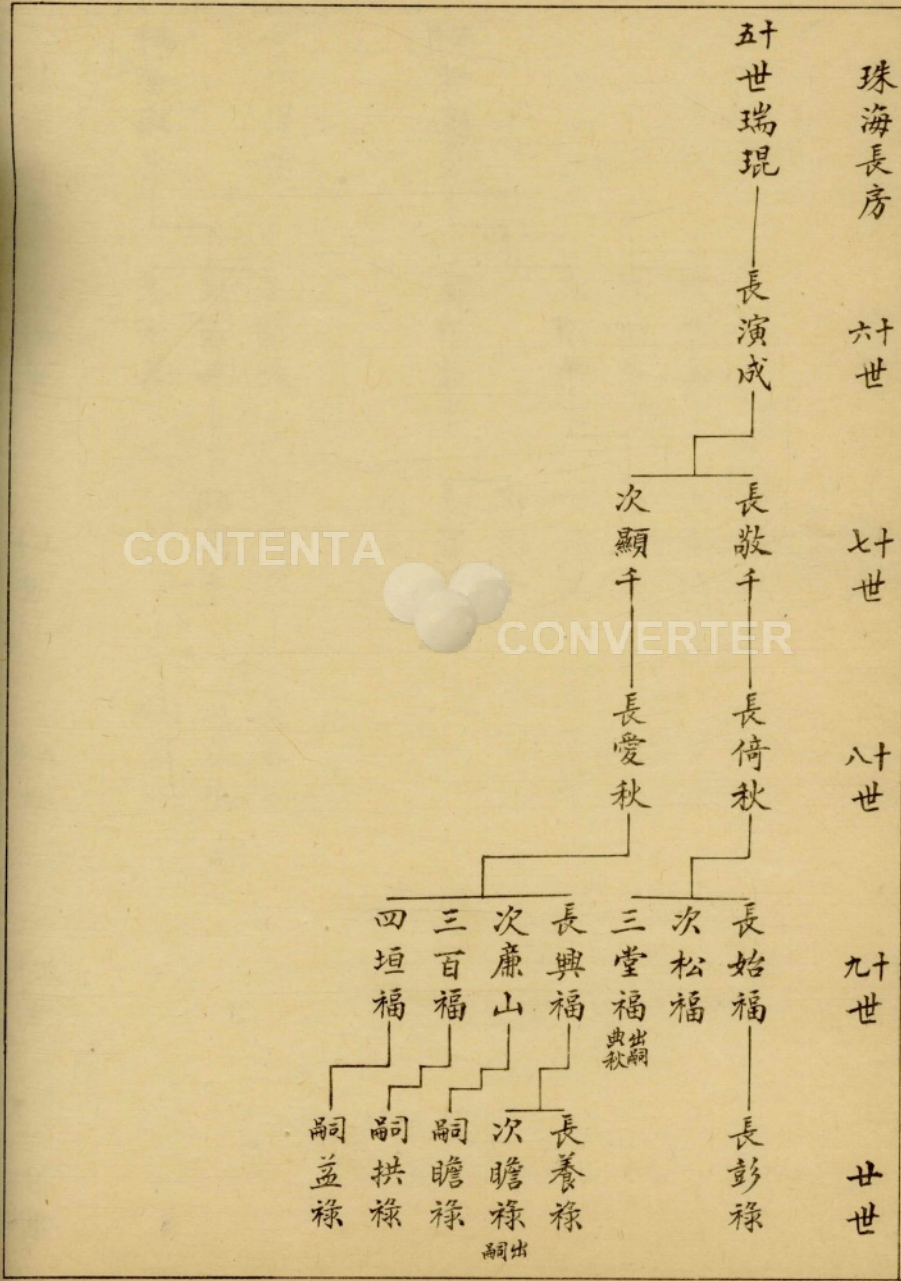 珠海長房
十六世
十七世
十八世
十九世
廿世
十五世瑞琨
長演成
長敬千
次顯千
長倚秋
長愛秋
長始福
次松福
三堂福 出嗣典秋
長興福
次廉山
三百福
四垣福
長彭祿
長養祿
次瞻祿 出嗣
嗣瞻祿
嗣拱祿
嗣益祿
CONTENTA
CONVERTER